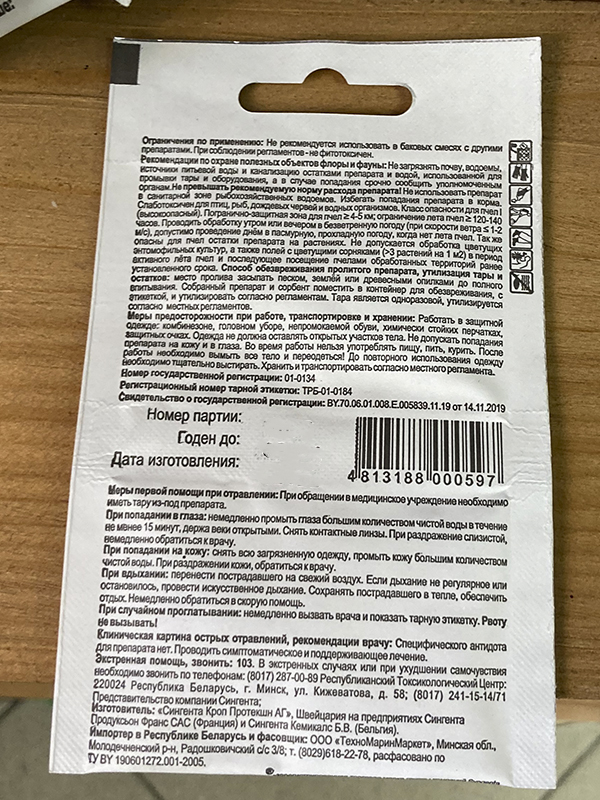 Ограничения по применению: Не рекомендуется использовать в баковых смесях с другими
препаратами. При соблюдении регламентов - не фитотоксичен.
Рекомендации по охране полезных объектов флоры и фауны: Не загрязнять почву, водоемы,
источники питьевой воды и канализацию остатками препарата и водой, использованной для
промывки тары и оборудования, а в случае попадания срочно сообщить уполномоченным
органам. Не превышать рекомендуемую норму расхода препарата! Не использовать препарат
в санитарной зоне рыбохозяйственных водоемов. Избегать попадания препарата в корма.
Слаботоксичен для птиц, рыб, дождевых червей и водных организмов. Класс опасности для пчел I
(высокоопасный). Погранично-защитная зона для пчел ≥ 4-5 км; ограничение лета пчел ≥ 120-140
часов. Проводить обработку утром или вечером в безветренную погоду (при скорости ветра ≤ 1-2
м/с), допустимо проведение днём в пасмурную, прохладную погоду, когда нет лета пчел. Так же
опасны для пчел остатки препарата на растениях. Не допускается обработка цветущих
энтомофильных культур, а также полей с цветущими сорняками (>3 растений на 1 м2) в период
активного лёта пчел и последующее посещение пчелами обработанных территорий ранее
установленного срока. Способ обезвреживания пролитого препарата, утилизация тары и
остатков: место пролива засыпать песком, землёй или древесными опилками до полного
впитывания. Собранный препарат и сорбент поместить в контейнер для обезвреживания, с
этикеткой, и утилизировать согласно регламентам. Тара является одноразовой, утилизируется
согласно местных регламентов.
Меры предосторожности при работе, транспортировке и хранении: Работать в защитной
одежде: комбинезоне, головном уборе, непромокаемой обуви, химически стойких перчатках,
защитных очках. Одежда не должна оставлять открытых участков тела. Не допускать попадания
препарата на кожу и в глаза. Во время работы нельзя употреблять пищу, пить, курить. После
работы необходимо вымыть все тело и переодеться! До повторного использования одежду
необходимо тщательно выстирать. Хранить и транспортировать согласно местного регламента.
Номер государственной регистрации: 01-0134
Регистрационный номер тарной этикетки: ТРБ-01-0184
Свидетельство о государственной регистрации: BY.70.06.01.008.Е.005839.11.19 от 14.11.2019
Номер партии:
Годен до:
Дата изготовления:
4 813188 000597
Меры первой помощи при отравлении: При обращении в медицинское учреждение необходимо
иметь тару из-под препарата.
При попадании в глаза: немедленно промыть глаза большим количеством чистой воды в течение
не менее 15 минут, держа веки открытыми. Снять контактные линзы. При раздражении слизистой,
немедленно обратиться к врачу.
При попадании на кожу: снять всю загрязненную одежду, промыть кожу большим количеством
чистой воды. При раздражении кожи, обратиться к врачу.
При вдыхании: перенести пострадавшего на свежий воздух. Если дыхание не регулярное или
остановилось, провести искусственное дыхание. Сохранять пострадавшего в тепле, обеспечить
отдых. Немедленно обратиться в скорую помощь.
При случайном проглатывании: немедленно вызвать врача и показать тарную этикетку. Рвоту
не вызывать!
Клиническая картина острых отравлений, рекомендации врачу: Специфического антидота
для препарата нет. Проводить симптоматическое и поддерживающее лечение.
Экстренная помощь, звонить: 103. В экстренных случаях или при ухудшении самочувствия
необходимо звонить по телефонам: (8017) 287-00-89 Республиканский Токсикологический Центр:
220024 Республика Беларусь, г. Минск, ул. Кижеватова, д. 58; (8017) 241-15-14/71
Представительство компании Сингента;
Изготовитель: «Сингента Кроп Протекшн АГ», Швейцария на предприятиях Сингента
Продуксьон Франс САС (Франция) и Сингента Кемикалс Б.В. (Бельгия).
Импортер в Республике Беларусь и фасовщик: ООО «ТехноМаринМаркет», Минская обл.,
Молодечненский р-н, Радошковичский с/с 3/8; т. (8029)618-22-78, расфасовано по
ТУ BY 190601272.001-2005.